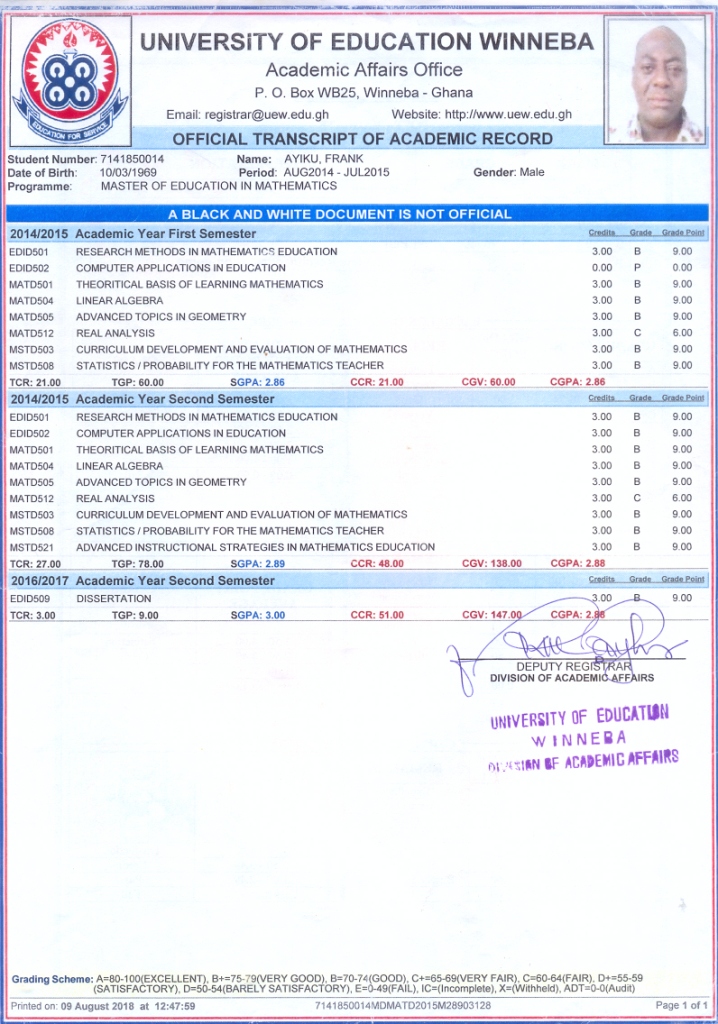 UNIVERSITY OF EDUCATION WINNEBA
Academic Affairs Office
P. O. Box WB25, Winneba - Ghana
Email: registrar@uew.edu.gh Website: http://www.uew.edu.gh
EDUCATION FOR SERVICE
OFFICIAL TRANSCRIPT OF ACADEMIC RECORD
Student Number: 7141850014 Name: AYIKU, FRANK
Date of Birth: 10/03/1969 Period: AUG2014 - JUL2015 Gender: Male
Programme: MASTER OF EDUCATION IN MATHEMATICS
A BLACK AND WHITE DOCUMENT IS NOT OFFICIAL
2014/2015 Academic Year First Semester Credits Grade Grade Point
EDID501 RESEARCH METHODS IN MATHEMATICS EDUCATION 3.00 B 9.00
EDID502 COMPUTER APPLICATIONS IN EDUCATION 0.00 P 0.00
MATD501 THEORITICAL BASIS OF LEARNING MATHEMATICS 3.00 B 9.00
MATD504 LINEAR ALGEBRA 3.00 B 9.00
MATD505 ADVANCED TOPICS IN GEOMETRY 3.00 B 9.00
MATD512 REAL ANALYSIS 3.00 C 6.00
MSTD503 CURRICULUM DEVELOPMENT AND EVALUATION OF MATHEMATICS 3.00 B 9.00
MSTD508 STATISTICS / PROBABILITY FOR THE MATHEMATICS TEACHER 3.00 B 9.00
TCR: 21.00 TGP: 60.00 SGPA: 2.86 CCR: 21.00 CGV: 60.00 CGPA: 2.86
2014/2015 Academic Year Second Semester Credits Grade Grade Point
EDID501 RESEARCH METHODS IN MATHEMATICS EDUCATION 3.00 B 9.00
EDID502 COMPUTER APPLICATIONS IN EDUCATION 3.00 B 9.00
MATD501 THEORITICAL BASIS OF LEARNING MATHEMATICS 3.00 B 9.00
MATD504 LINEAR ALGEBRA 3.00 B 9.00
MATD505 ADVANCED TOPICS IN GEOMETRY 3.00 B 9.00
MATD512 REAL ANALYSIS 3.00 C 6.00
MSTD503 CURRICULUM DEVELOPMENT AND EVALUATION OF MATHEMATICS 3.00 B 9.00
MSTD508 STATISTICS / PROBABILITY FOR THE MATHEMATICS TEACHER 3.00 B 9.00
MSTD521 ADVANCED INSTRUCTIONAL STRATEGIES IN MATHEMATICS EDUCATION 3.00 B 9.00
TCR: 27.00 TGP: 78.00 SGPA: 2.89 CCR: 48.00 CGV: 138.00 CGPA: 2.88
2016/2017 Academic Year Second Semester Credits Grade Grade Point
EDID509 DISSERTATION 3.00 B 9.00
TCR: 3.00 TGP: 9.00 SGPA: 3.00 CCR: 51.00 CGV: 147.00 CGPA: 2.88
DEPUTY REGISTRAR
DIVISION OF ACADEMIC AFFAIRS
UNIVERSITY OF EDUCATION
WINNEBA
DIVISIAN OF ACADEMIC AFFAIRS
Grading Scheme: A=80-100(EXCELLENT), B+=75-79(VERY GOOD), B=70-74(GOOD), C+=65-69(VERY FAIR), C=60-64(FAIR), D+=55-59
(SATISFACTORY), D=50-54(BARELY SATISFACTORY), E=0-49(FAIL), IC=(Incomplete), X=(Withheld), ADT=0-0(Audit)
Printed on: 09 August 2018 at 12:47:59 7141850014MDMATD2015M28903128 Page 1 of 1